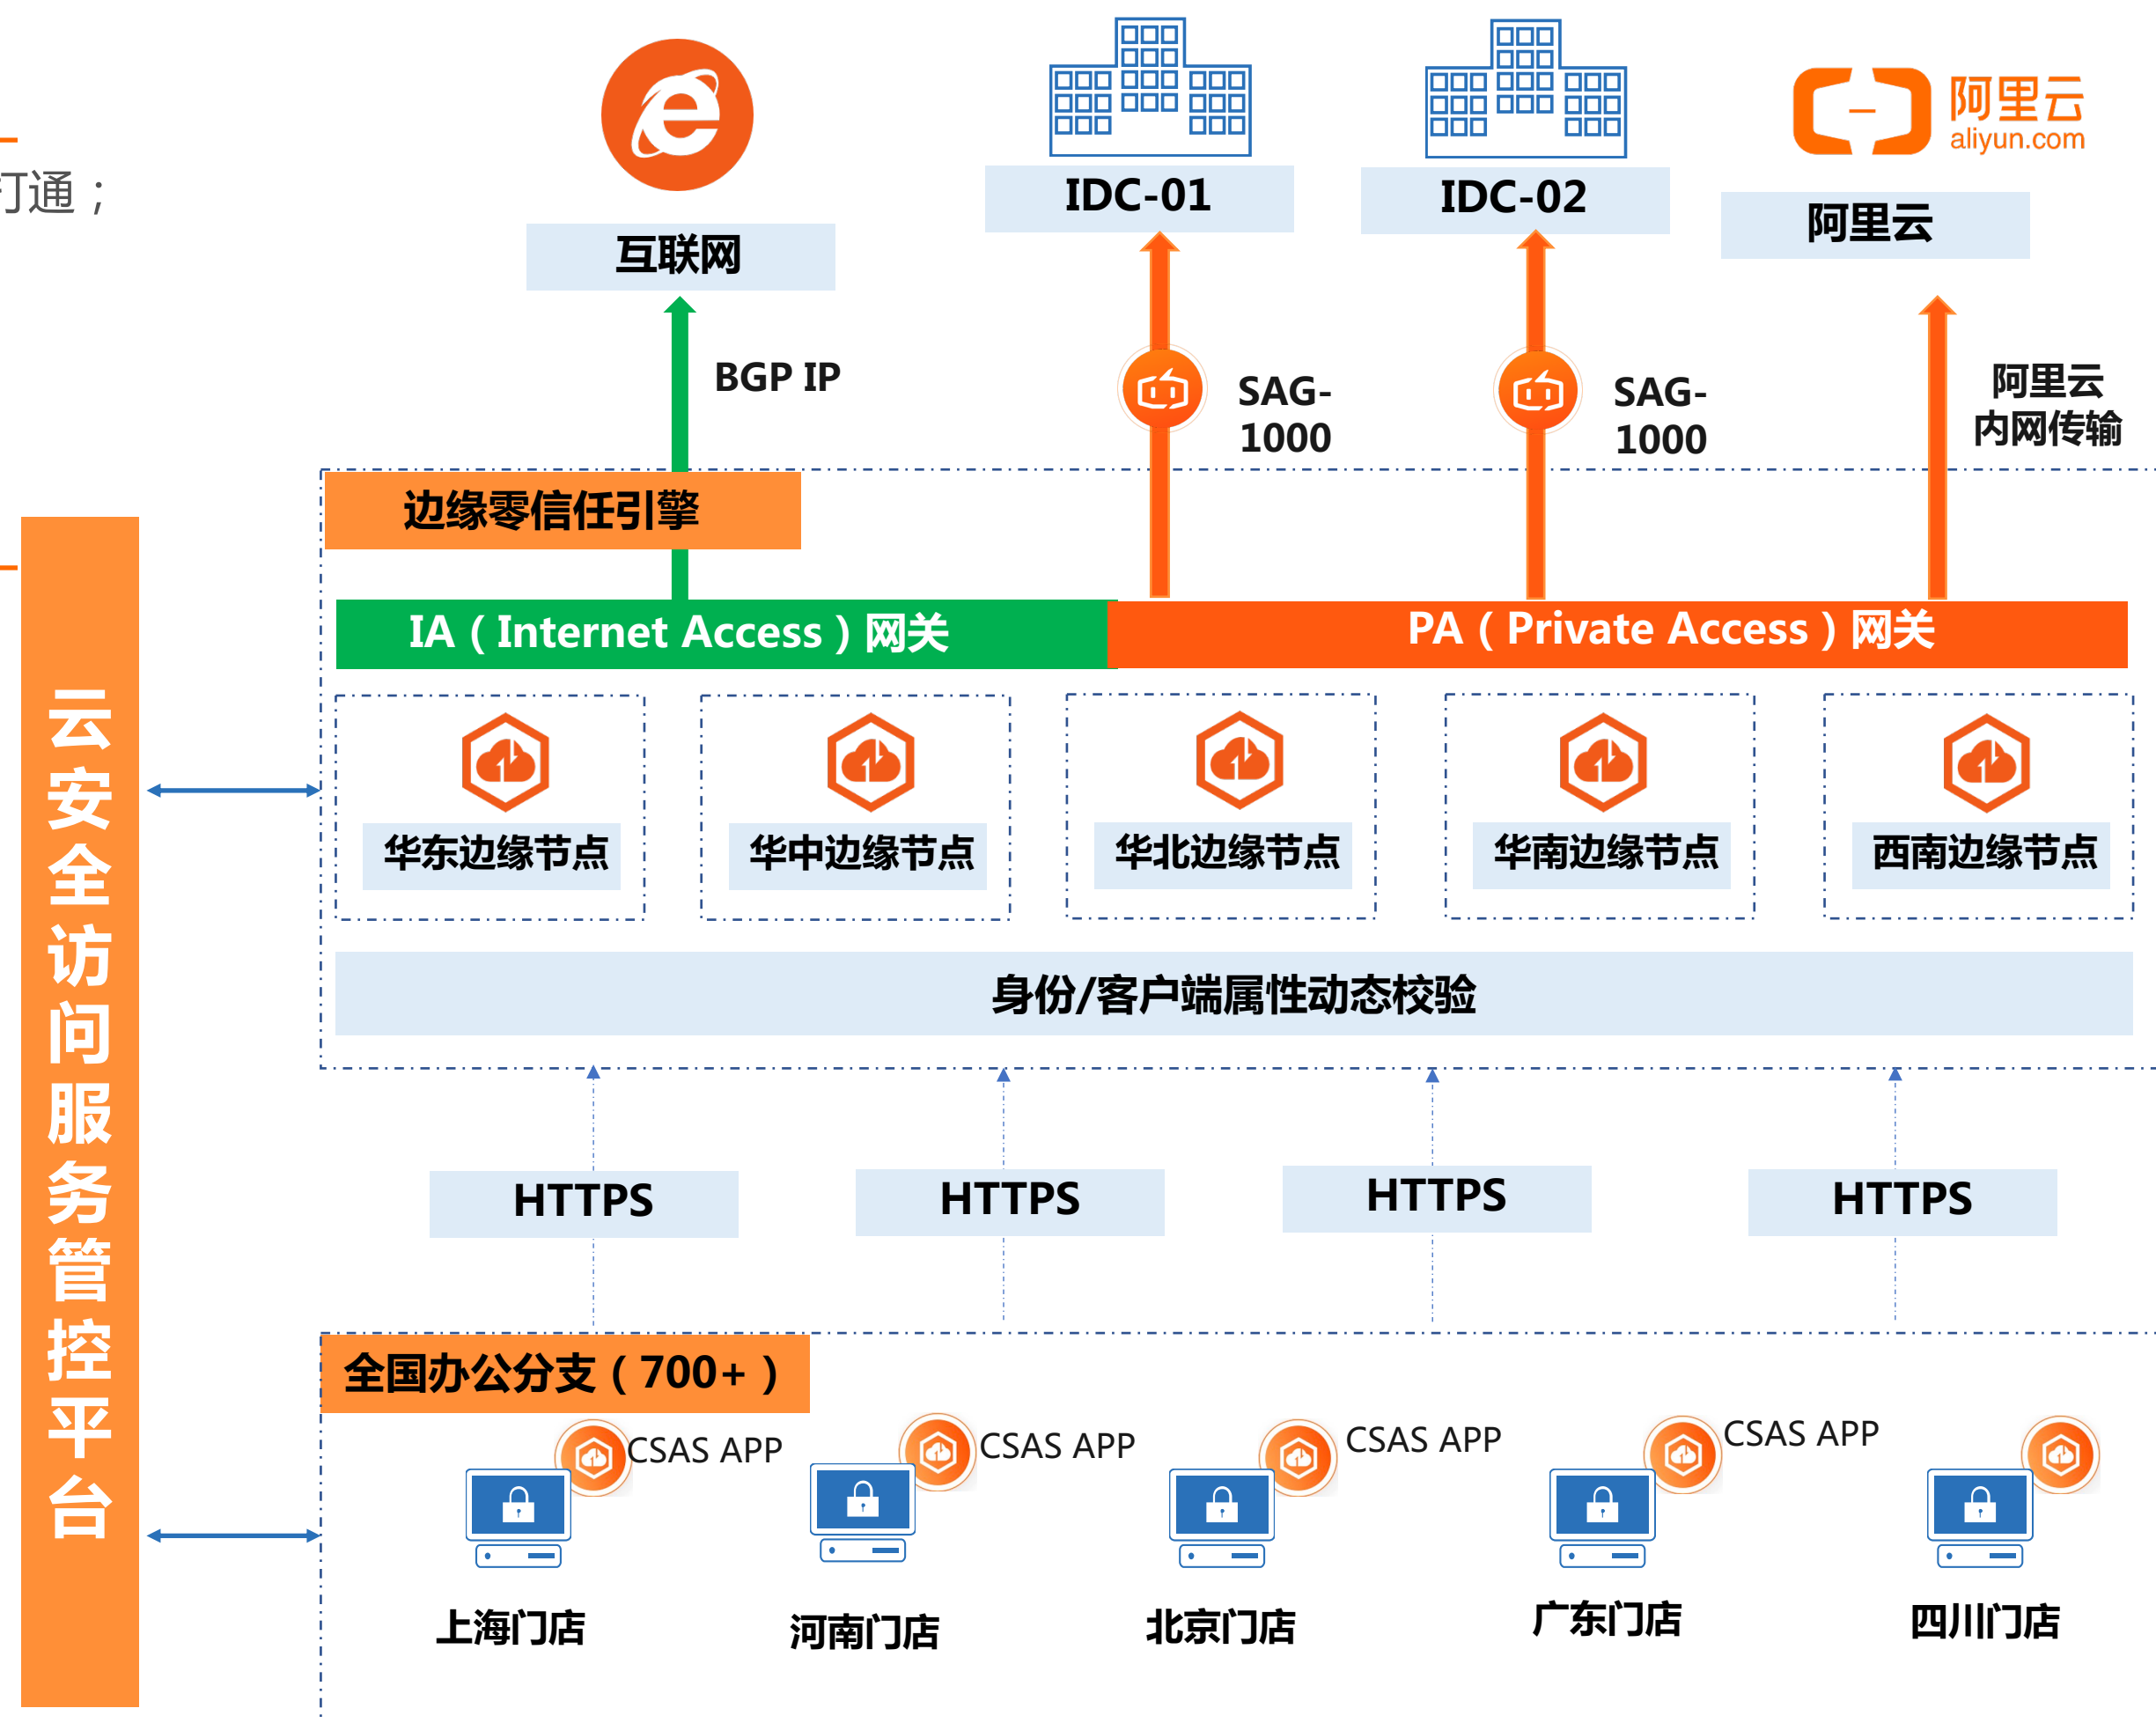 打通；
阿里云
aliyun.com
IDC-01
IDC-02
阿里云
互联网
BGP IP
SAG-
1000
SAG-
1000
阿里云
内网传输
边缘零信任引擎
IA（Internet Access）网关
PA（Private Access）网关
云安全访问服务管控平台
华东边缘节点
华中边缘节点
华北边缘节点
华南边缘节点
西南边缘节点
身份/客户端属性动态校验
HTTPS
HTTPS
HTTPS
HTTPS
全国办公分支（700+）
CSAS APP
CSAS APP
CSAS APP
CSAS APP
上海门店
河南门店
北京门店
广东门店
四川门店